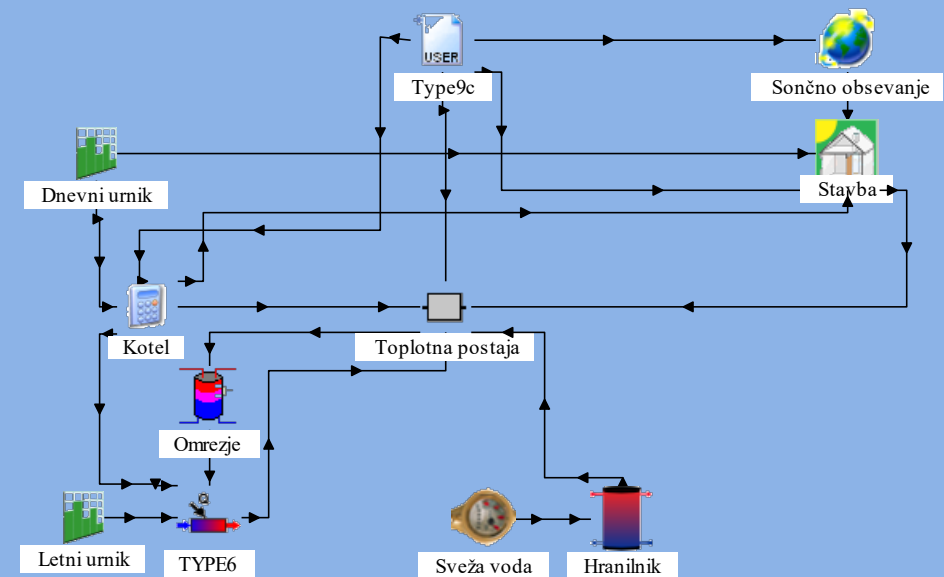 USER
Type9c
Sončno obsevanje
Dnevni urnik
Stavba
Kotel
Toplotna postaja
Omrezje
Letni urnik
TYPE6
Sveža voda
Hranilnik